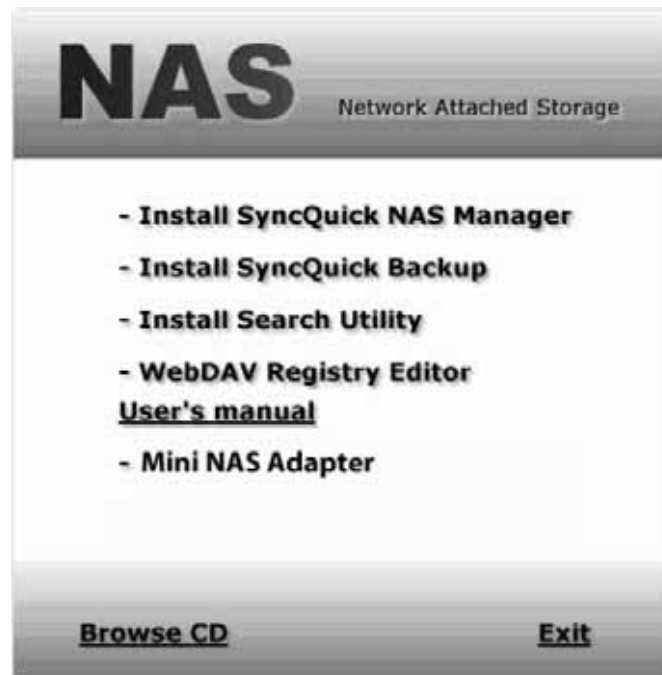 NAS Network Attached Storage
- Install SyncQuick NAS Manager
- Install SyncQuick Backup
- Install Search Utility
- WebDAV Registry Editor
User's manual
- Mini NAS Adapter
Browse CD Exit